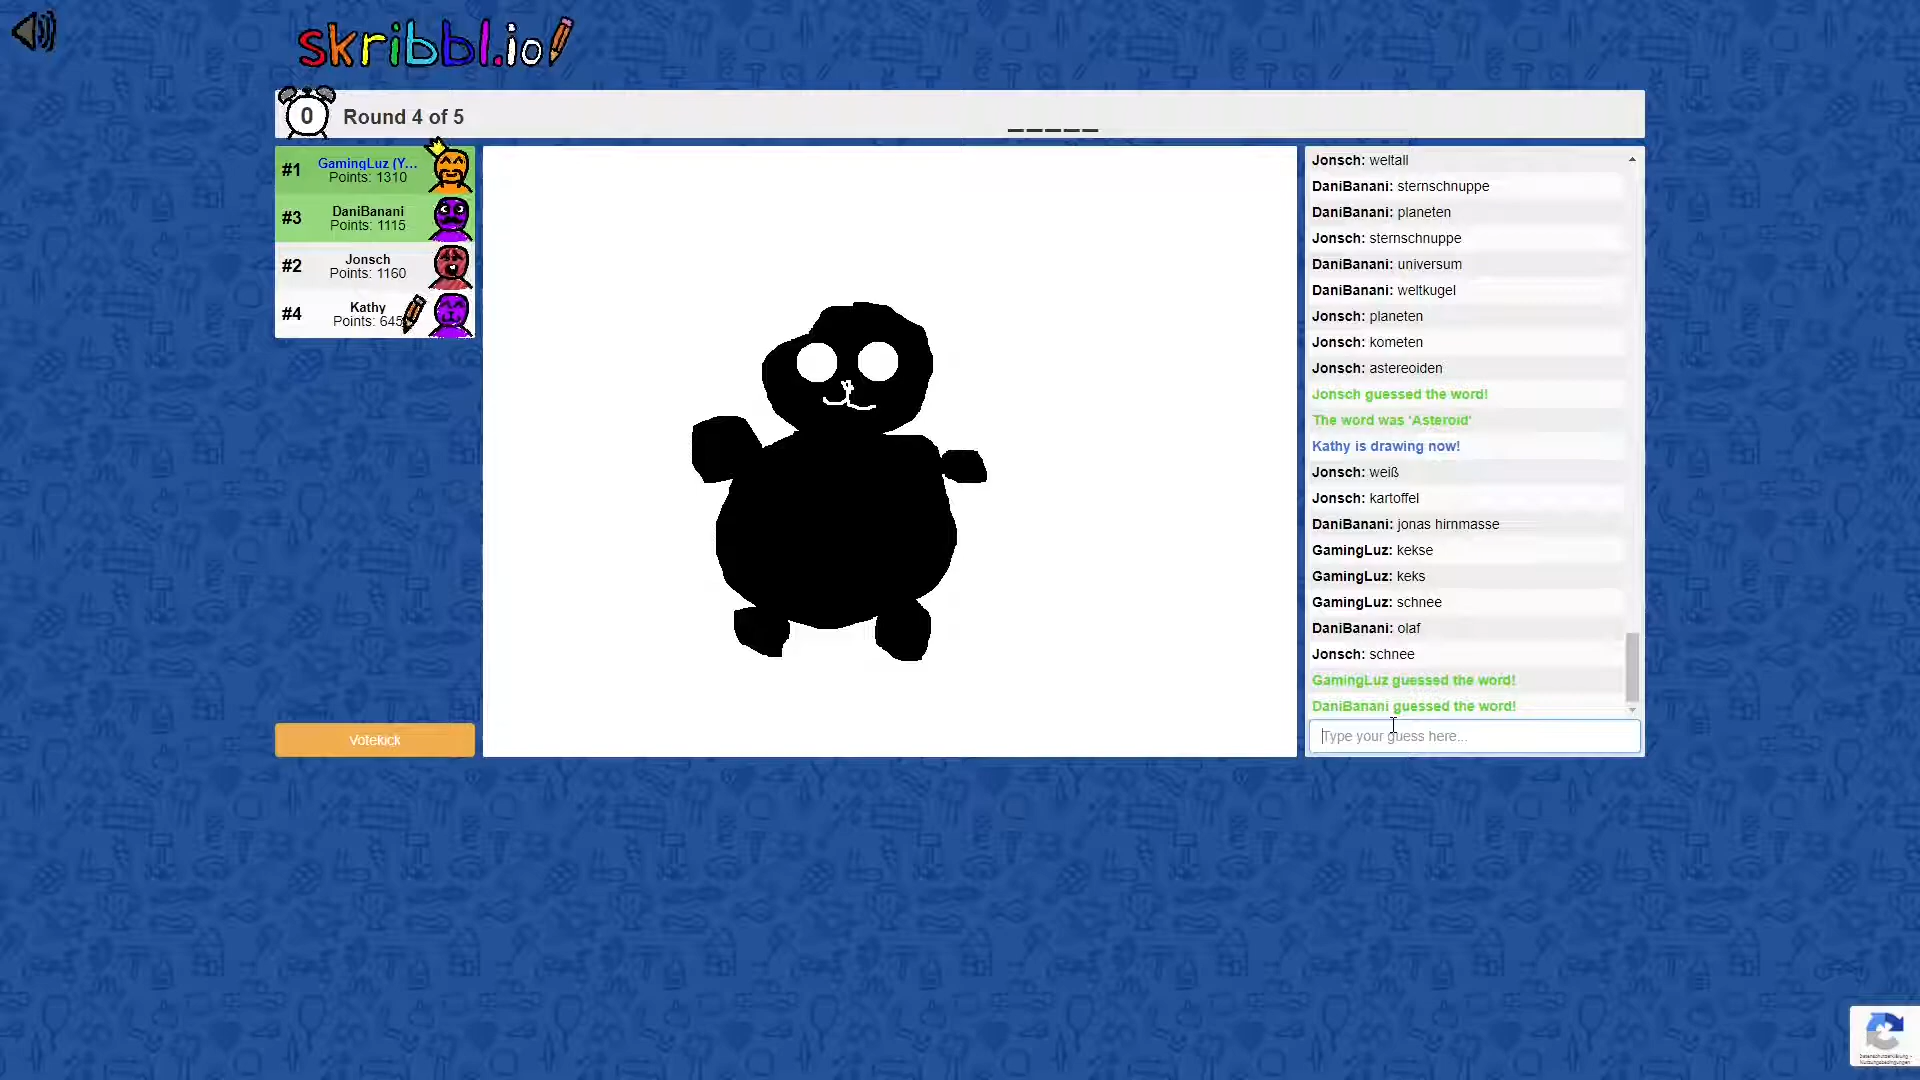 skribbl.io
0 Round 4 of 5
_ _ _ _ _
#1 GamingLuz (Y...
Points: 1310
#3 DaniBanani
Points: 1115
#2 Jonsch
Points: 1160
#4 Kathy
Points: 645
Votekick
Jonsch: weltall
DaniBanani: sternschnuppe
DaniBanani: planeten
Jonsch: sternschnuppe
DaniBanani: universum
DaniBanani: weltkugel
Jonsch: planeten
Jonsch: kometen
Jonsch: astereoiden
Jonsch guessed the word!
The word was 'Asteroid'
Kathy is drawing now!
Jonsch: weiß
Jonsch: kartoffel
DaniBanani: jonas hirnmasse
GamingLuz: kekse
GamingLuz: keks
GamingLuz: schnee
DaniBanani: olaf
Jonsch: schnee
GamingLuz guessed the word!
DaniBanani guessed the word!
Type your guess here...